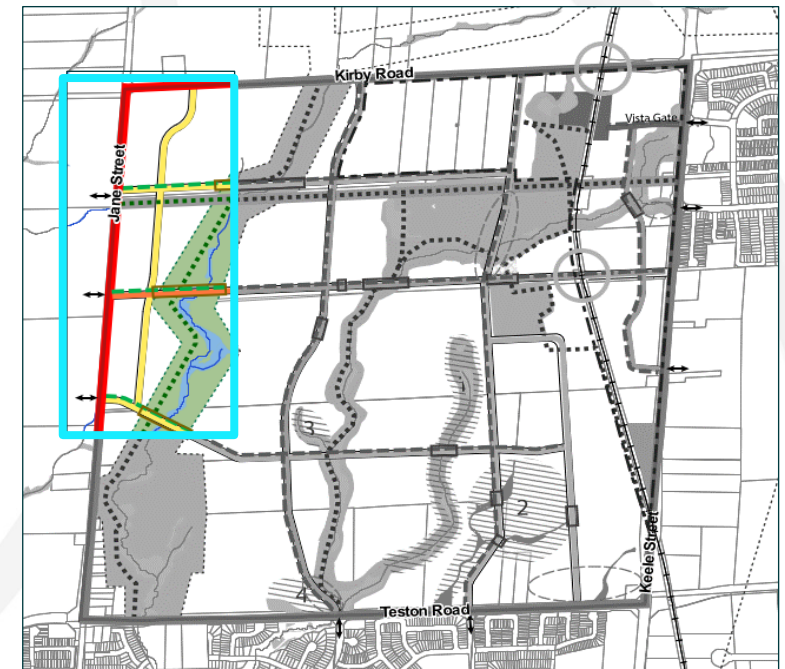 Kirby Road
Vista Gate
Jane Street
3
2
4
Keele Street
Teston Road